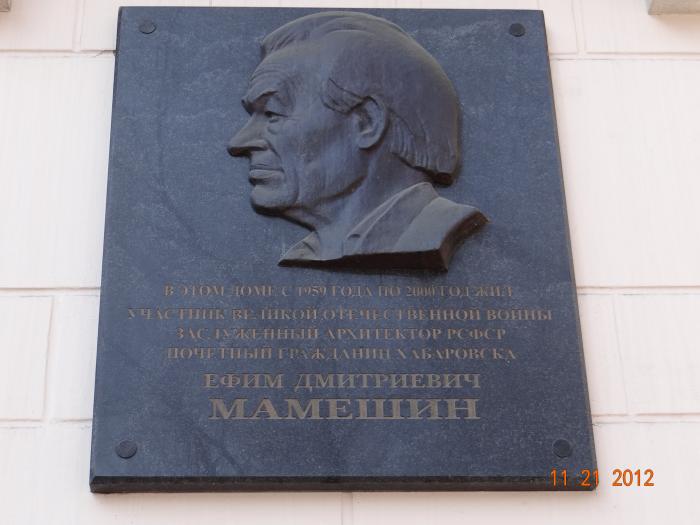 В ЭТОМ ДОМЕ С 1959 ГОДА ПО 2000 ГОД ЖИЛ
УЧАСТНИК ВЕЛИКОЙ ОТЕЧЕСТВЕННОЙ ВОЙНЫ
ЗАСЛУЖЕННЫЙ АРХИТЕКТОР РСФСР
ПОЧЕТНЫЙ ГРАЖДАНИН ХАБАРОВСКА
ЕФИМ ДМИТРИЕВИЧ
МАМЕШИН
11 21 2012